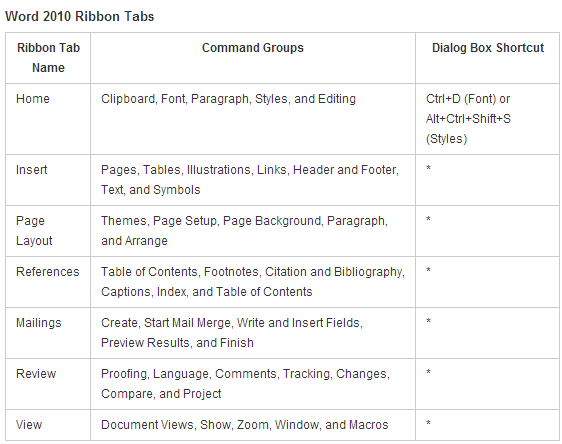 Word 2010 Ribbon Tabs
Ribbon Tab
Name
Command Groups
Dialog Box Shortcut
Home
Clipboard, Font, Paragraph, Styles, and Editing
Ctrl+D (Font) or
Alt+Ctrl+Shift+S
(Styles)
Insert
Pages, Tables, Illustrations, Links, Header and Footer,
Text, and Symbols
*
Page
Layout
Themes, Page Setup, Page Background, Paragraph,
and Arrange
*
References
Table of Contents, Footnotes, Citation and Bibliography,
Captions, Index, and Table of Contents
*
Mailings
Create, Start Mail Merge, Write and Insert Fields,
Preview Results, and Finish
*
Review
Proofing, Language, Comments, Tracking, Changes,
Compare, and Project
*
View
Document Views, Show, Zoom, Window, and Macros
*